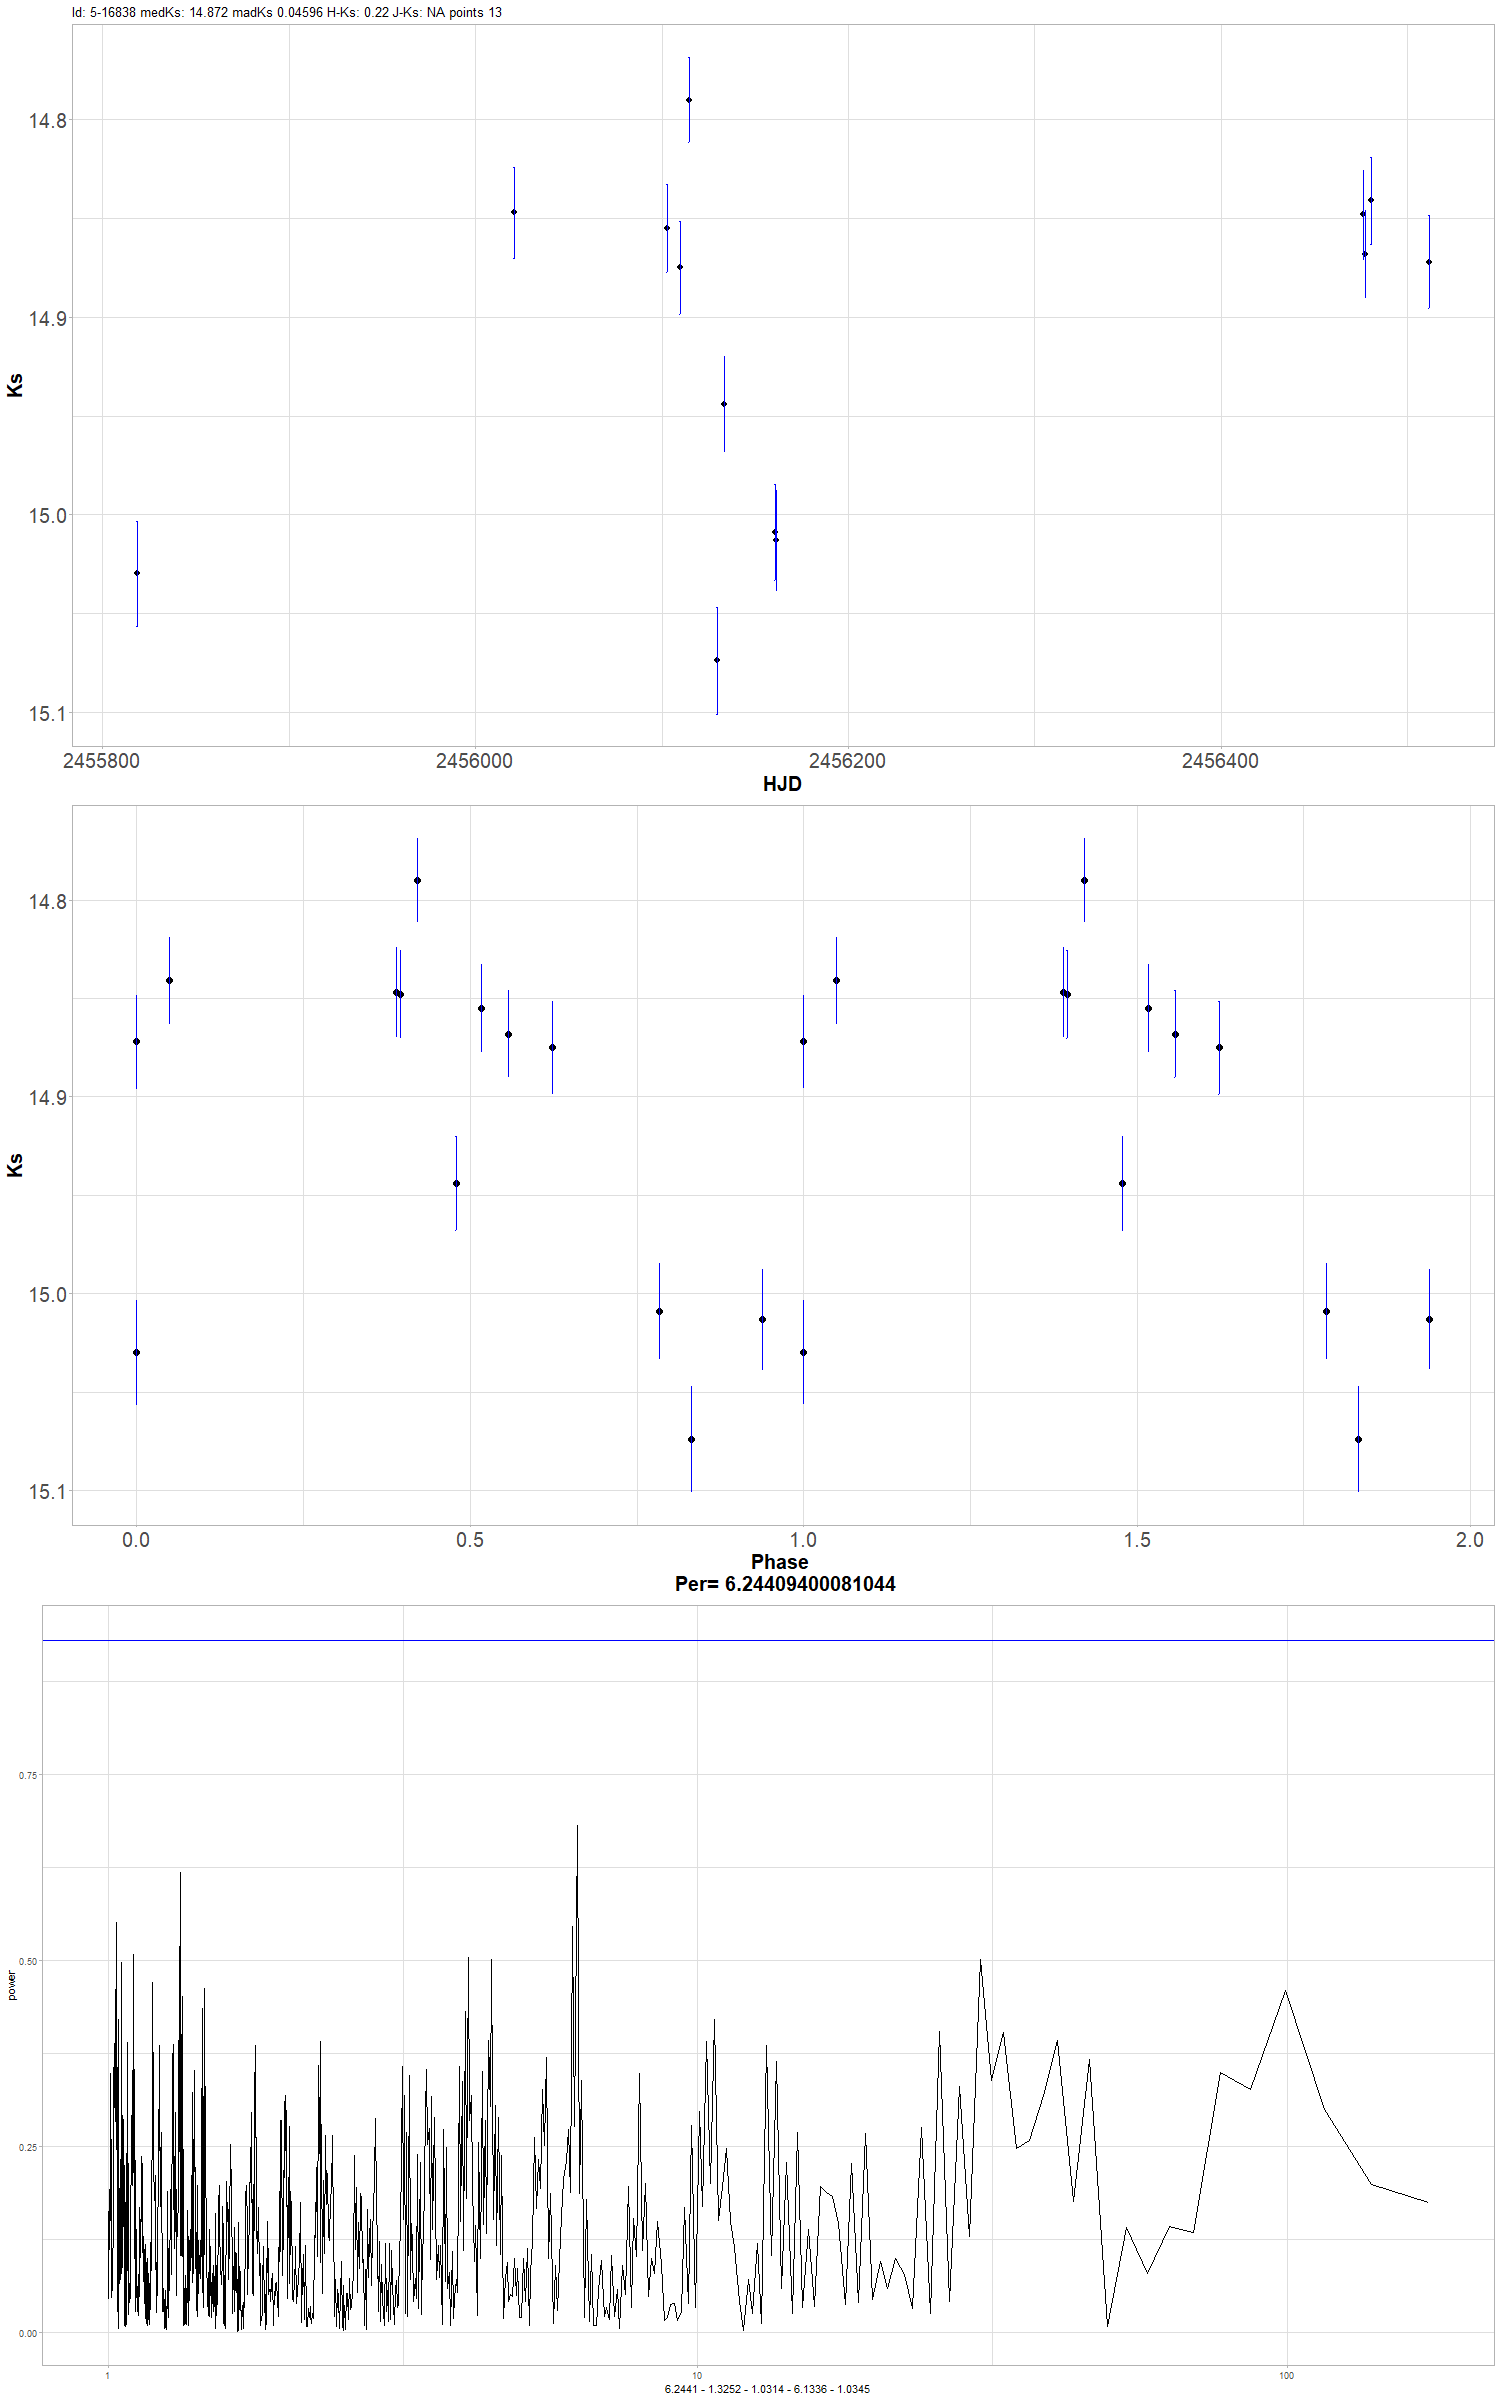 Id: 5-16838 medKs: 14.872 madKs 0.04596 H-Ks: 0.22 J-Ks: NA points 13
14.8
14.9
15.0
15.1
Ks
2455800 2456000 2456200 2456400
HJD
14.8
14.9
15.0
15.1
Ks
0.0 0.5 1.0 1.5 2.0
Phase
Per= 6.24409400081044
0.75
0.50
0.25
0.00
power
1 10 100
6.2441 - 1.3252 - 1.0314 - 6.1336 - 1.0345